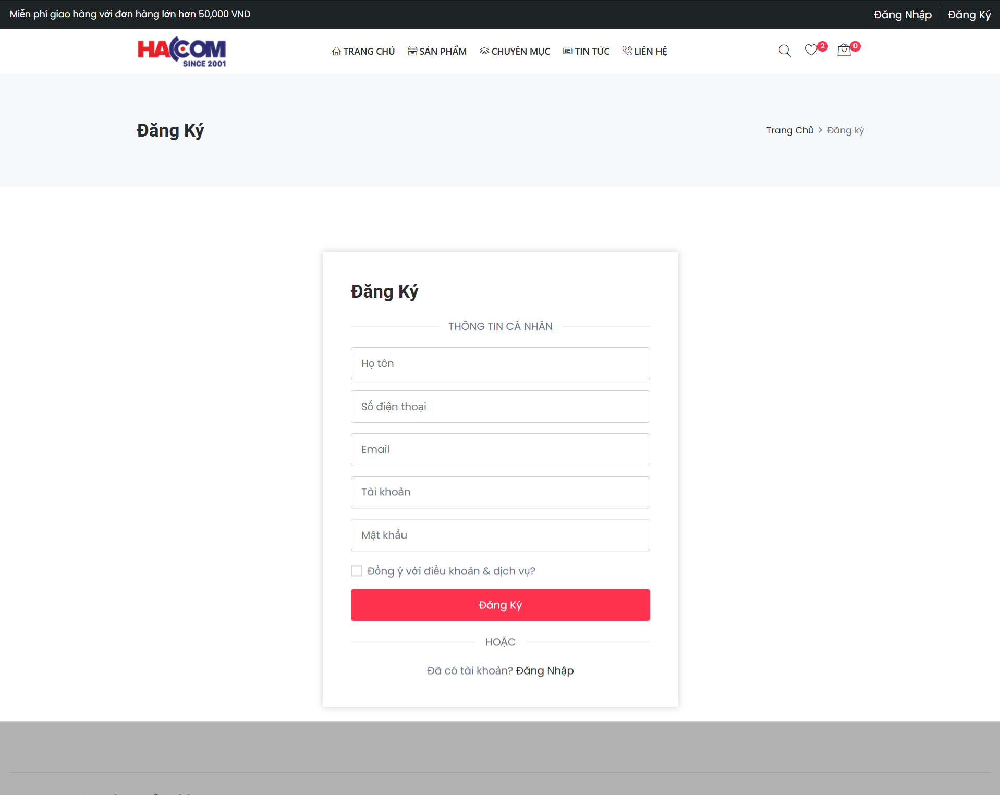 Miễn phí giao hàng với đơn hàng lớn hơn 50,000 VND
Đăng Nhập
Đăng Ký
HACOM
SINCE 2001
TRANG CHỦ
SẢN PHẨM
CHUYÊN MỤC
TIN TỨC
LIÊN HỆ
2
0
Đăng Ký
Trang Chủ > Đăng ký
Đăng Ký
THÔNG TIN CÁ NHÂN
Họ tên
Số điện thoại
Email
Tài khoản
Mật khẩu
Đồng ý với điều khoản & dịch vụ?
Đăng Ký
HOẶC
Đã có tài khoản? Đăng Nhập